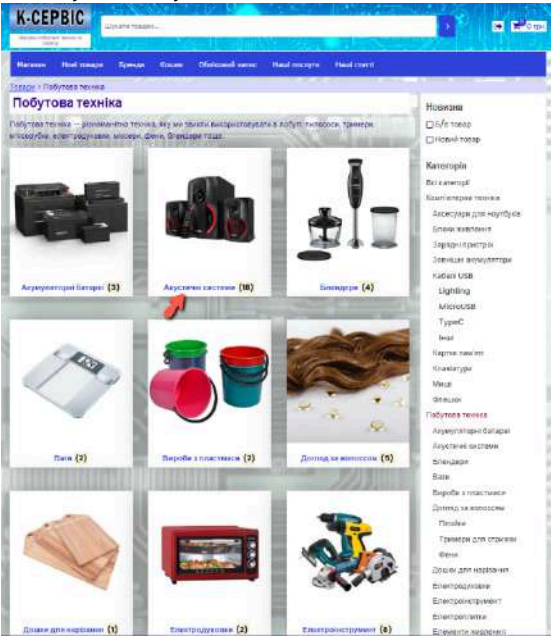 К-СЕРВІС
Шукати товари...
0 грн.
Магазин Нові товари Бренди Кошик Обліковий запис Наші послуги Наші статті
Товари > Побутова техніка
Побутова техніка
Побутова техніка — різноманітна техніка, яку ми звикли використовувати в побуті: пилососи, тримери,
мясорубки, електродуховки, міксери, фени, блендери тощо.
Акумуляторні батареї (3)
Акустичні системи (18)
Блендери (4)
Ваги (2)
Вироби з пластмаси (2)
Догляд за волоссям (5)
Дошки для нарізання (1)
Електродуховки (2)
Електроінструмент (6)
Новизна
Б/в товар
Новий товар
Категорія
Всі категорії
Комп'ютерна техніка
Аксесуари для ноутбуків
Блоки живлення
Зарядні пристрої
Зовнішні акумулятори
Кабелі USB
Lighting
MicroUSB
TypeC
Інші
Картки пам'яті
Клавіатури
Миші
Флешки
Побутова техніка
Акумуляторні батареї
Акустичні системи
Блендери
Ваги
Вироби з пластмаси
Догляд за волоссям
Плойки
Тримери для стрижки
Фени
Дошки для нарізання
Електродуховки
Електроінструмент
Електроплитки
Елементи живлення